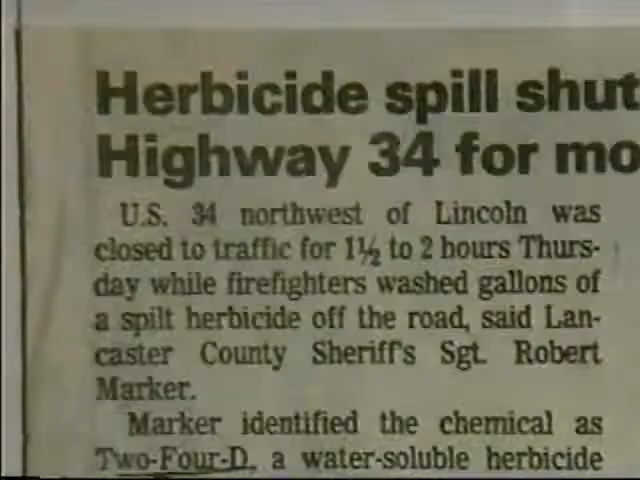 Herbicide spill shut
Highway 34 for mo
U.S. 34 northwest of Lincoln was
closed to traffic for 1½ to 2 hours Thurs-
day while firefighters washed gallons of
a spilt herbicide off the road, said Lan-
caster County Sheriff's Sgt. Robert
Marker.
Marker identified the chemical as
Two-Four-D, a water-soluble herbicide